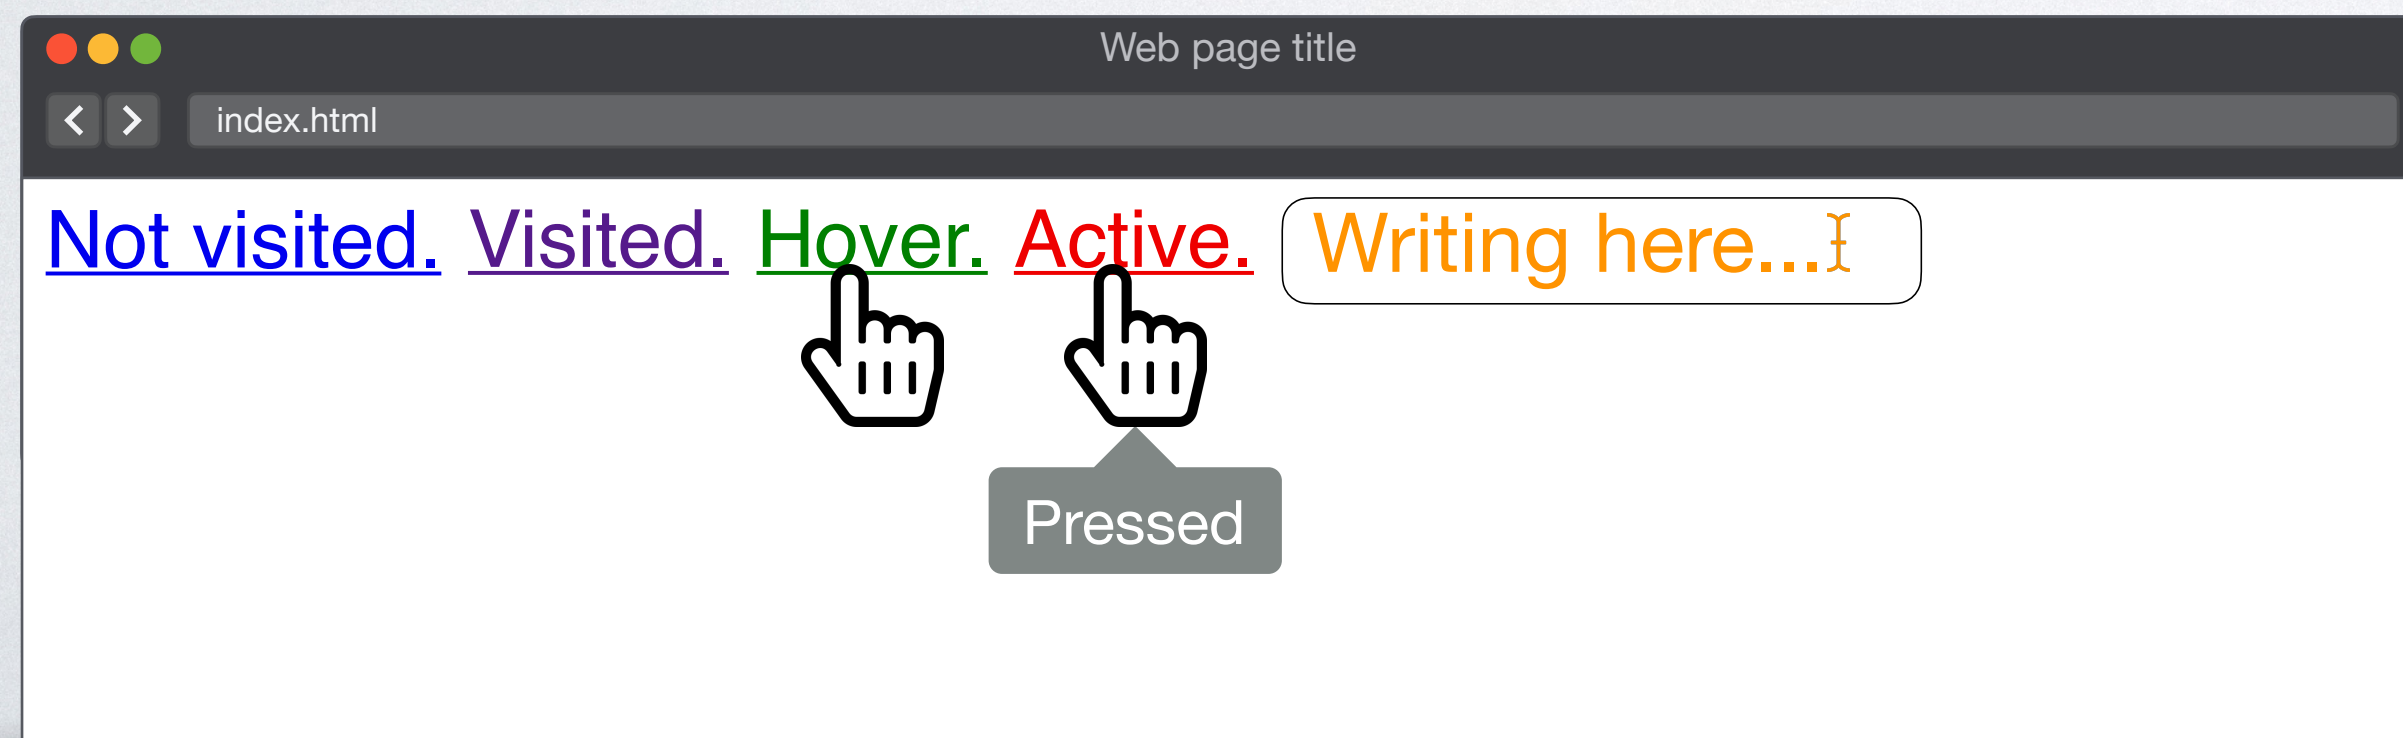 Web page title
index.html
Not visited. Visited. Hover. Active. Writing here...
Pressed